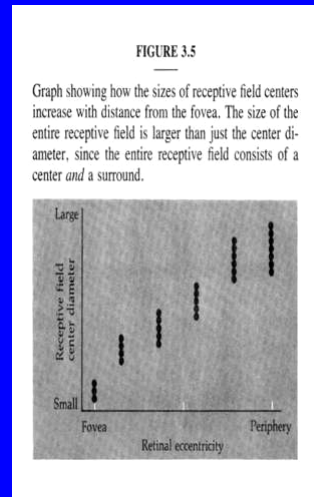 FIGURE 3.5
Graph showing how the sizes of receptive field centers
increase with distance from the fovea. The size of the
entire receptive field is larger than just the center di-
ameter, since the entire receptive field consists of a
center and a surround.
Large
Receptive field
center diameter
Small
Fovea
Periphery
Retinal eccentricity